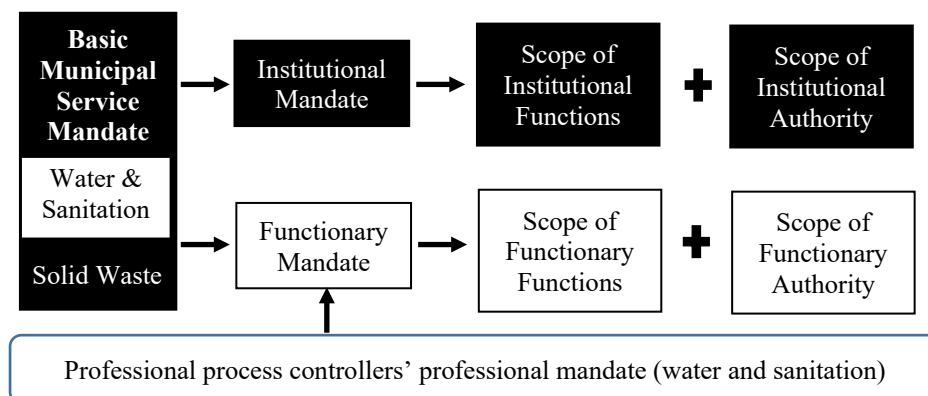 Basic
Municipal
Service
Mandate
Water &
Sanitation
Solid Waste
Institutional
Mandate
Scope of
Institutional
Functions
Scope of
Institutional
Authority
Functionary
Mandate
Scope of
Functionary
Functions
Scope of
Functionary
Authority
Professional process controllers’ professional mandate (water and sanitation)